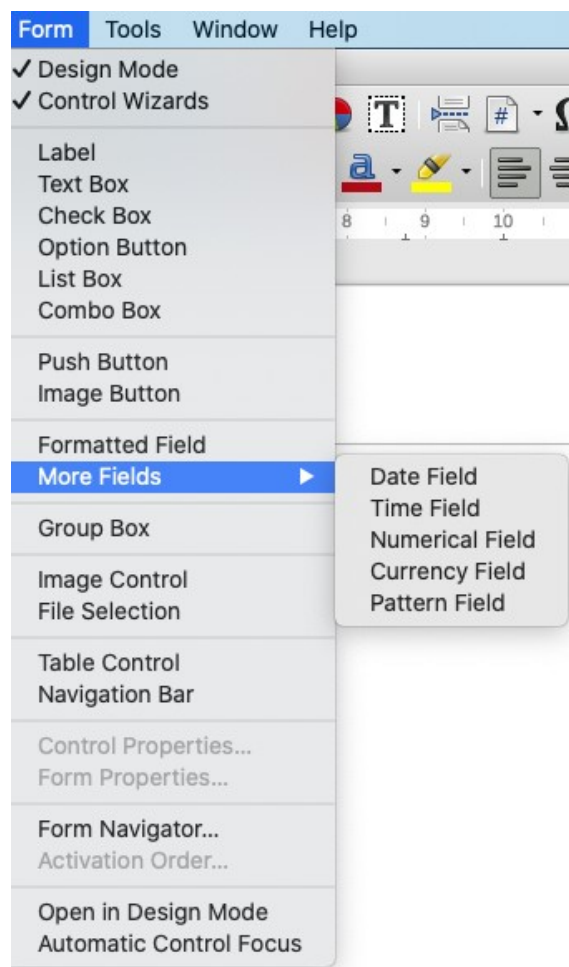 Form Tools Window Help
✓ Design Mode
✓ Control Wizards
Label
Text Box
Check Box
Option Button
List Box
Combo Box
Push Button
Image Button
Formatted Field
More Fields ▶
Date Field
Time Field
Numerical Field
Currency Field
Pattern Field
Group Box
Image Control
File Selection
Table Control
Navigation Bar
Control Properties...
Form Properties...
Form Navigator...
Activation Order...
Open in Design Mode
Automatic Control Focus
T #
a
8 9 10